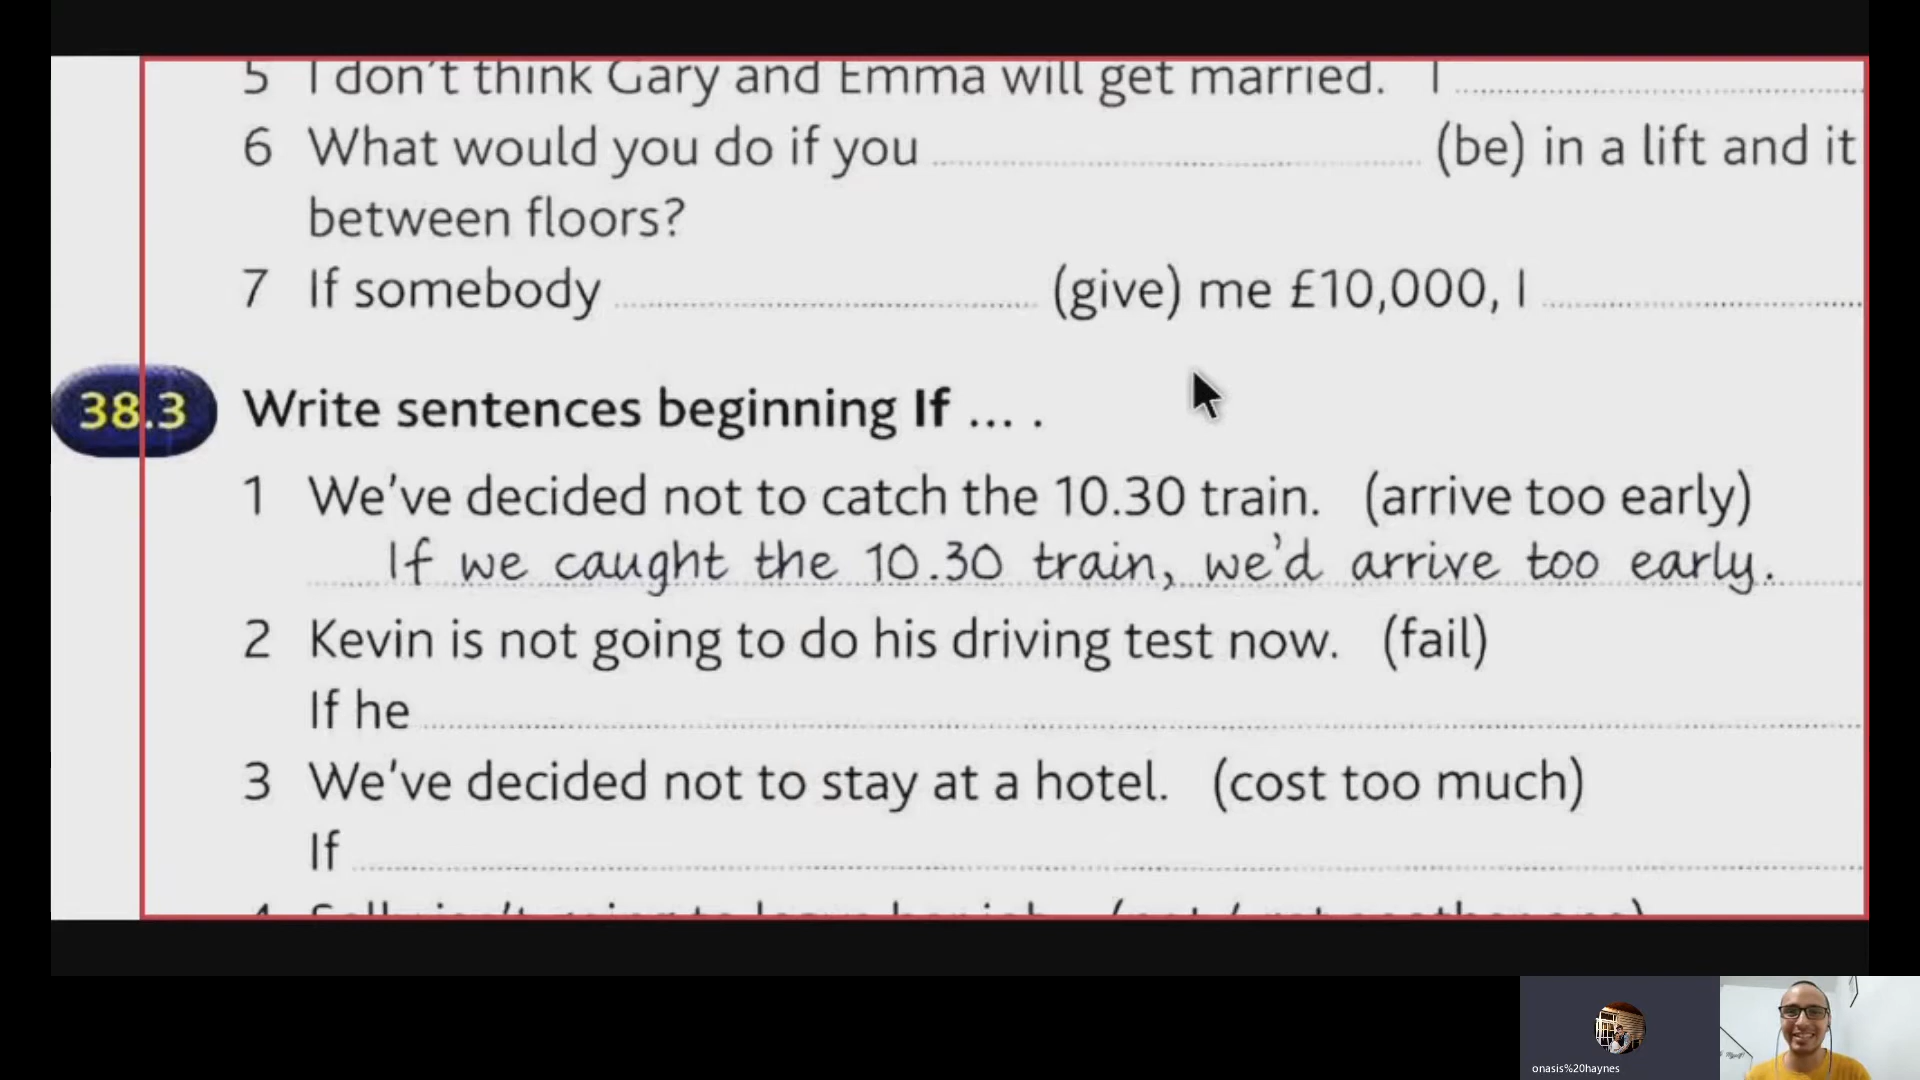 5 I don't think Gary and Emma will get married. I
6 What would you do if you (be) in a lift and it
between floors?
7 If somebody (give) me £10,000, I
38.3 Write sentences beginning If ... .
1 We've decided not to catch the 10.30 train. (arrive too early)
If we caught the 10.30 train, we'd arrive too early.
2 Kevin is not going to do his driving test now. (fail)
If he
3 We've decided not to stay at a hotel. (cost too much)
If
onasis%20haynes